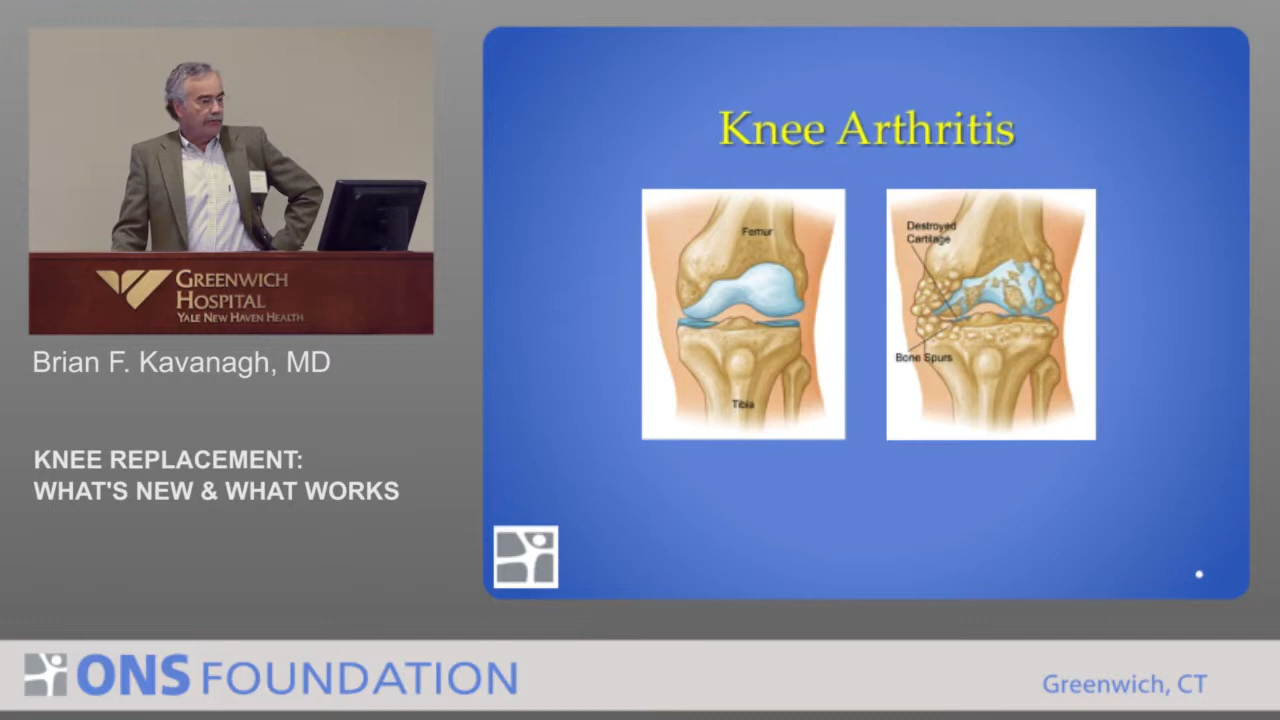 GREENWICH
HOSPITAL
YALE NEW HAVEN HEALTH
Brian F. Kavanagh, MD
KNEE REPLACEMENT:
WHAT'S NEW & WHAT WORKS
Knee Arthritis
Femur
Tibia
Destroyed
Cartilage
Bone Spurs
ONS FOUNDATION
Greenwich, CT